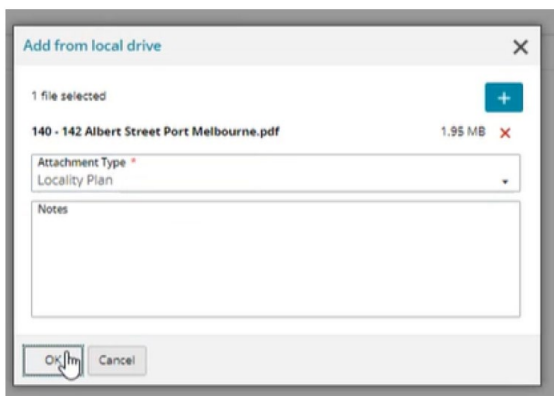 Add from local drive
1 file selected
140 - 142 Albert Street Port Melbourne.pdf 1.95 MB
Attachment Type *
Locality Plan
Notes
OK Cancel